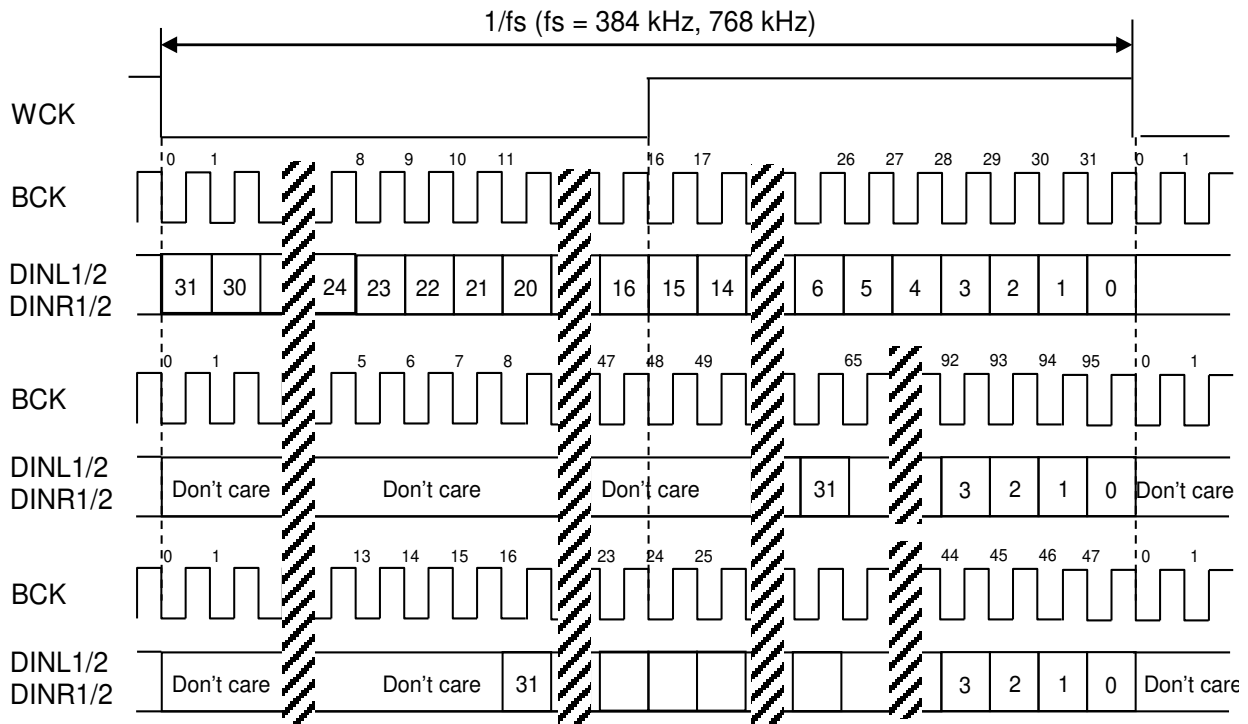 1/fs (fs = 384 kHz, 768 kHz)
WCK
0 1 8 9 10 11 16 17 26 27 28 29 30 31 0 1
BCK
DINL1/2
DINR1/2
31 30 24 23 22 21 20 16 15 14 6 5 4 3 2 1 0
0 1 5 6 7 8 47 48 49 65 92 93 94 95 0 1
BCK
DINL1/2
DINR1/2
Don't care Don't care Don't care 31 3 2 1 0 Don't care
0 1 13 14 15 16 23 24 25 44 45 46 47 0 1
BCK
DINL1/2
DINR1/2
Don't care Don't care 31 3 2 1 0 Don't care